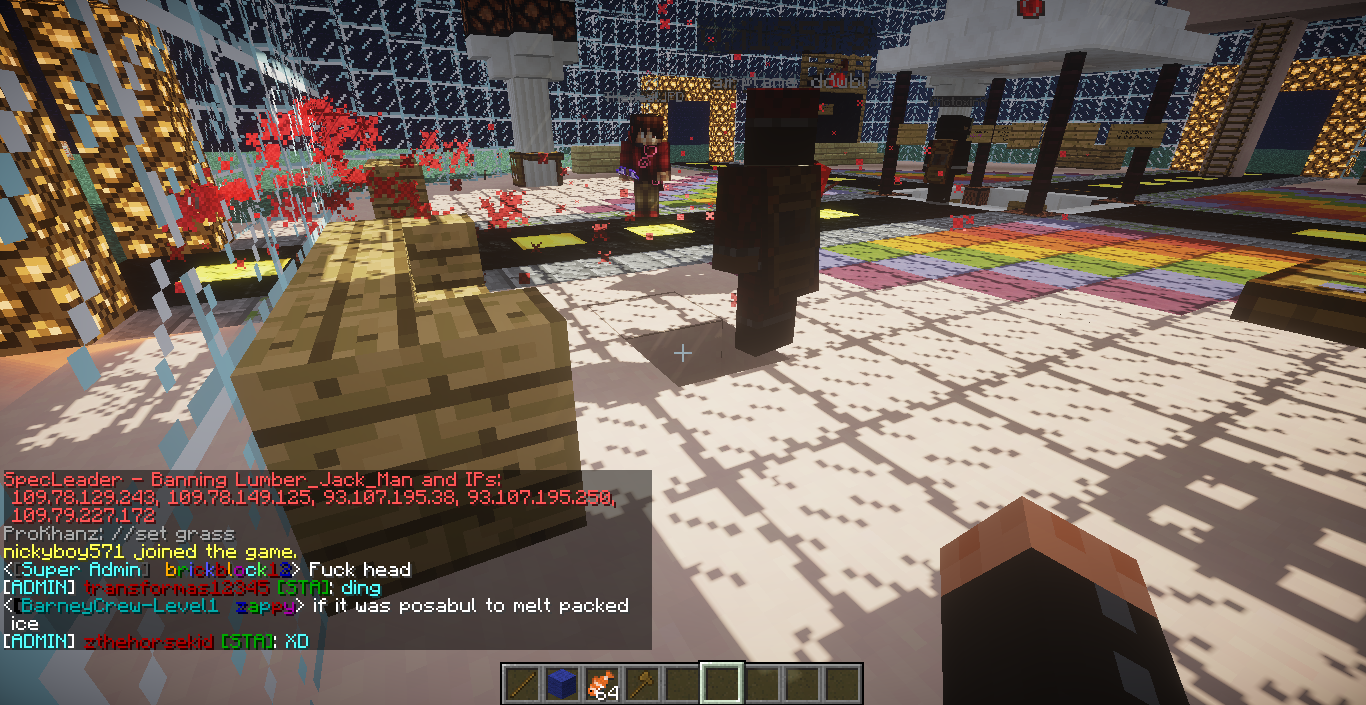 SpecLeader - Banning Lumber_Jack_Man and IPs:
109.78.129.243, 109.78.149.125, 93.107.195.38, 93.107.195.250,
109.79.227.172
ProKhanz: //set grass
nickyboy571 joined the game.
<[Super Admin] brickblock12> Fuck head
[ADMIN] transformas12345 [STA]: ding
<[BarneyCrew-Level1 zappy> if it was posabul to melt packed
ice
[ADMIN] zthehorsekid [STA]: XD
64